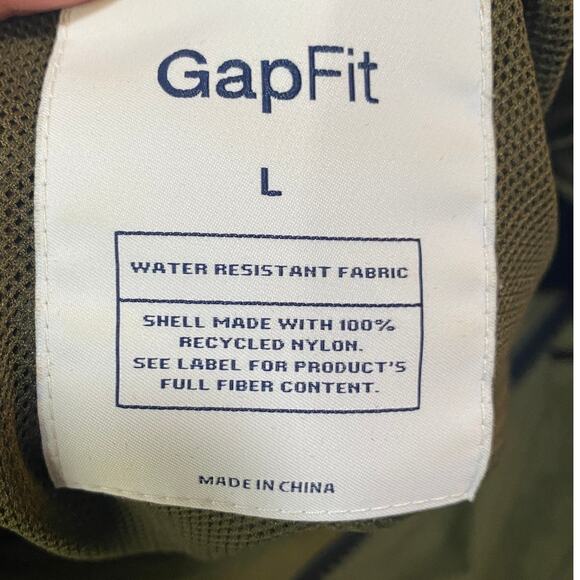 GapFit
L
WATER RESISTANT FABRIC
SHELL MADE WITH 100%
RECYCLED NYLON.
SEE LABEL FOR PRODUCT'S
FULL FIBER CONTENT.
MADE IN CHINA